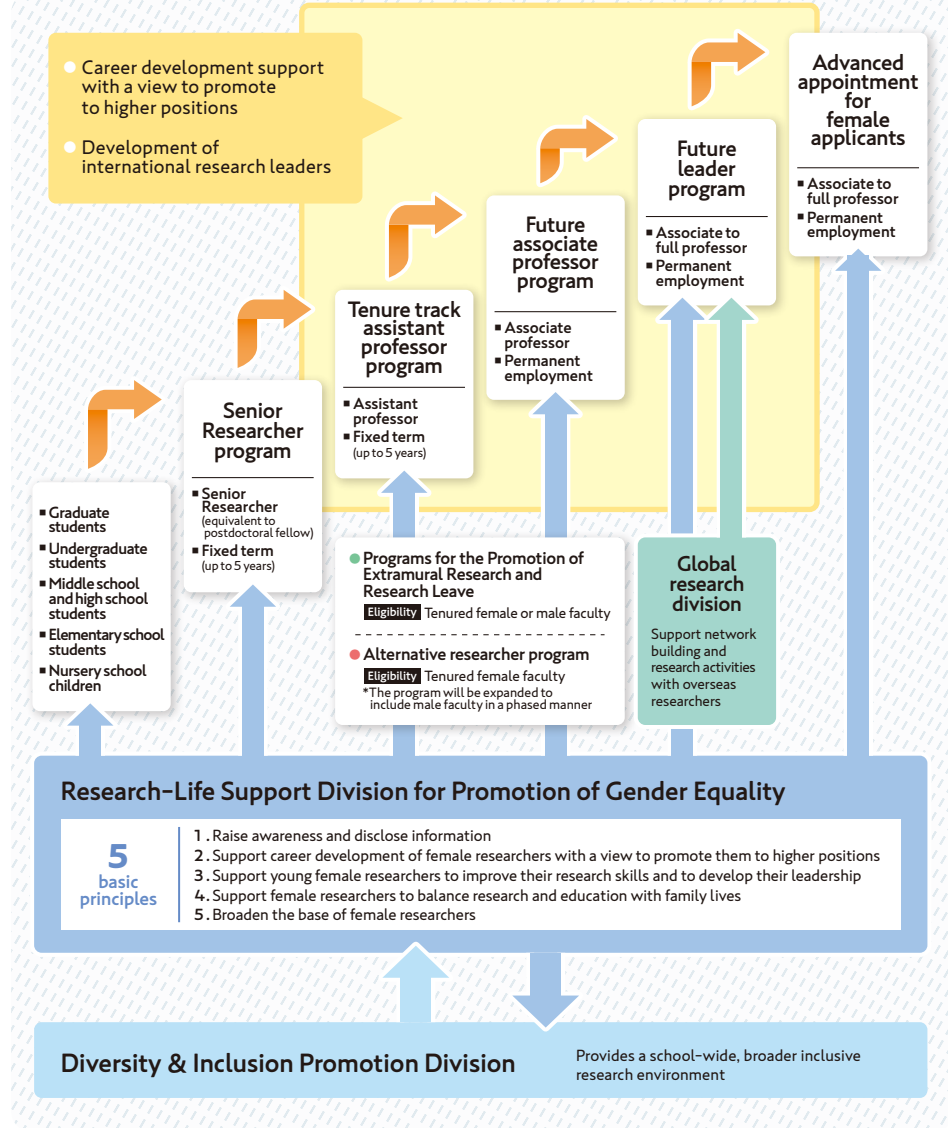 Career development support
with a view to promote
to higher positions
Development of
international research leaders
Advanced
appointment
for
female
applicants
Associate to
full professor
Permanent
employment
Future
leader
program
Associate to
full professor
Permanent
employment
Future
associate
professor
program
Associate
professor
Permanent
employment
Tenure track
assistant
professor
program
Assistant
professor
Fixed term
(up to 5 years)
Senior
Researcher
program
Senior
Researcher
(equivalent to
postdoctoral fellow)
Fixed term
(up to 5 years)
Graduate
students
Undergraduate
students
Middle school
and high school
students
Elementary school
students
Nursery school
children
Programs for the Promotion of
Extramural Research and
Research Leave
Eligibility Tenured female or male faculty
Alternative researcher program
Eligibility Tenured female faculty
*The program will be expanded to
include male faculty in a phased manner
Global
research
division
Support network
building and
research activities
with overseas
researchers
Research-Life Support Division for Promotion of Gender Equality
5
basic
principles
1. Raise awareness and disclose information
2. Support career development of female researchers with a view to promote them to higher positions
3. Support young female researchers to improve their research skills and to develop their leadership
4. Support female researchers to balance research and education with family lives
5. Broaden the base of female researchers
Diversity & Inclusion Promotion Division
Provides a school-wide, broader inclusive
research environment